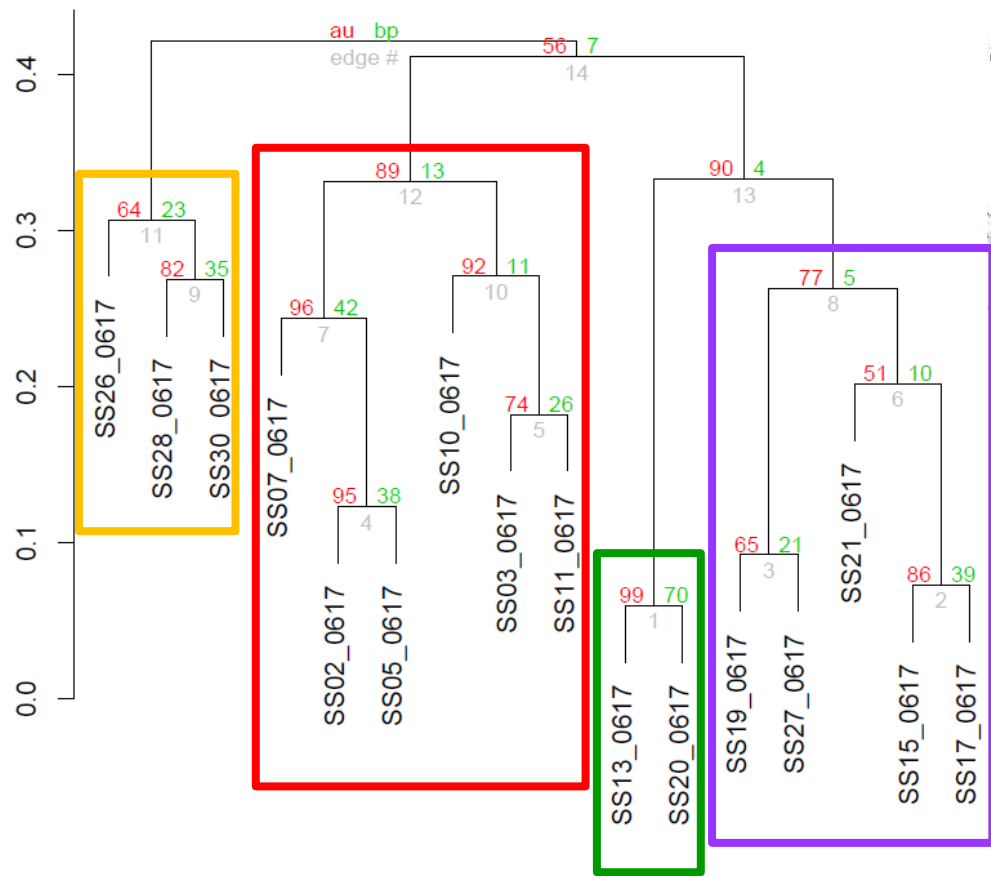 au bp
edge #
56 7
14
0.4
89 13
12
90 4
13
0.3
64 23
11
82 35
9
92 11
10
77 5
8
96 42
7
0.2
74 26
5
51 10
6
95 38
4
0.1
65 21
3
86 39
2
99 70
1
0.0
SS26_0617
SS28_0617
SS30_0617
SS07_0617
SS02_0617
SS05_0617
SS10_0617
SS03_0617
SS11_0617
SS13_0617
SS20_0617
SS19_0617
SS27_0617
SS21_0617
SS15_0617
SS17_0617